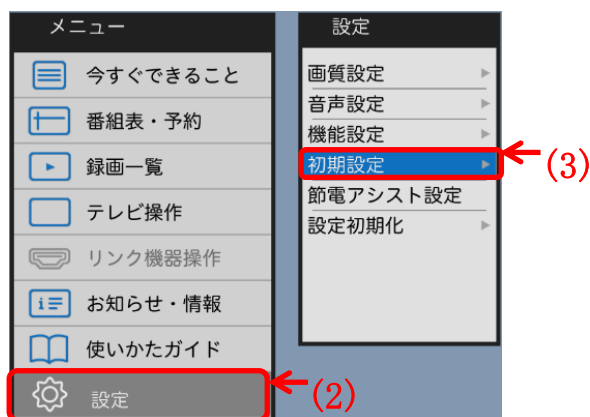 メニュー
今すぐできること
番組表・予約
録画一覧
テレビ操作
リンク機器操作
お知らせ・情報
使いかたガイド
設定
(2)
設定
画質設定
音声設定
機能設定
初期設定
(3)
節電アシスト設定
設定初期化